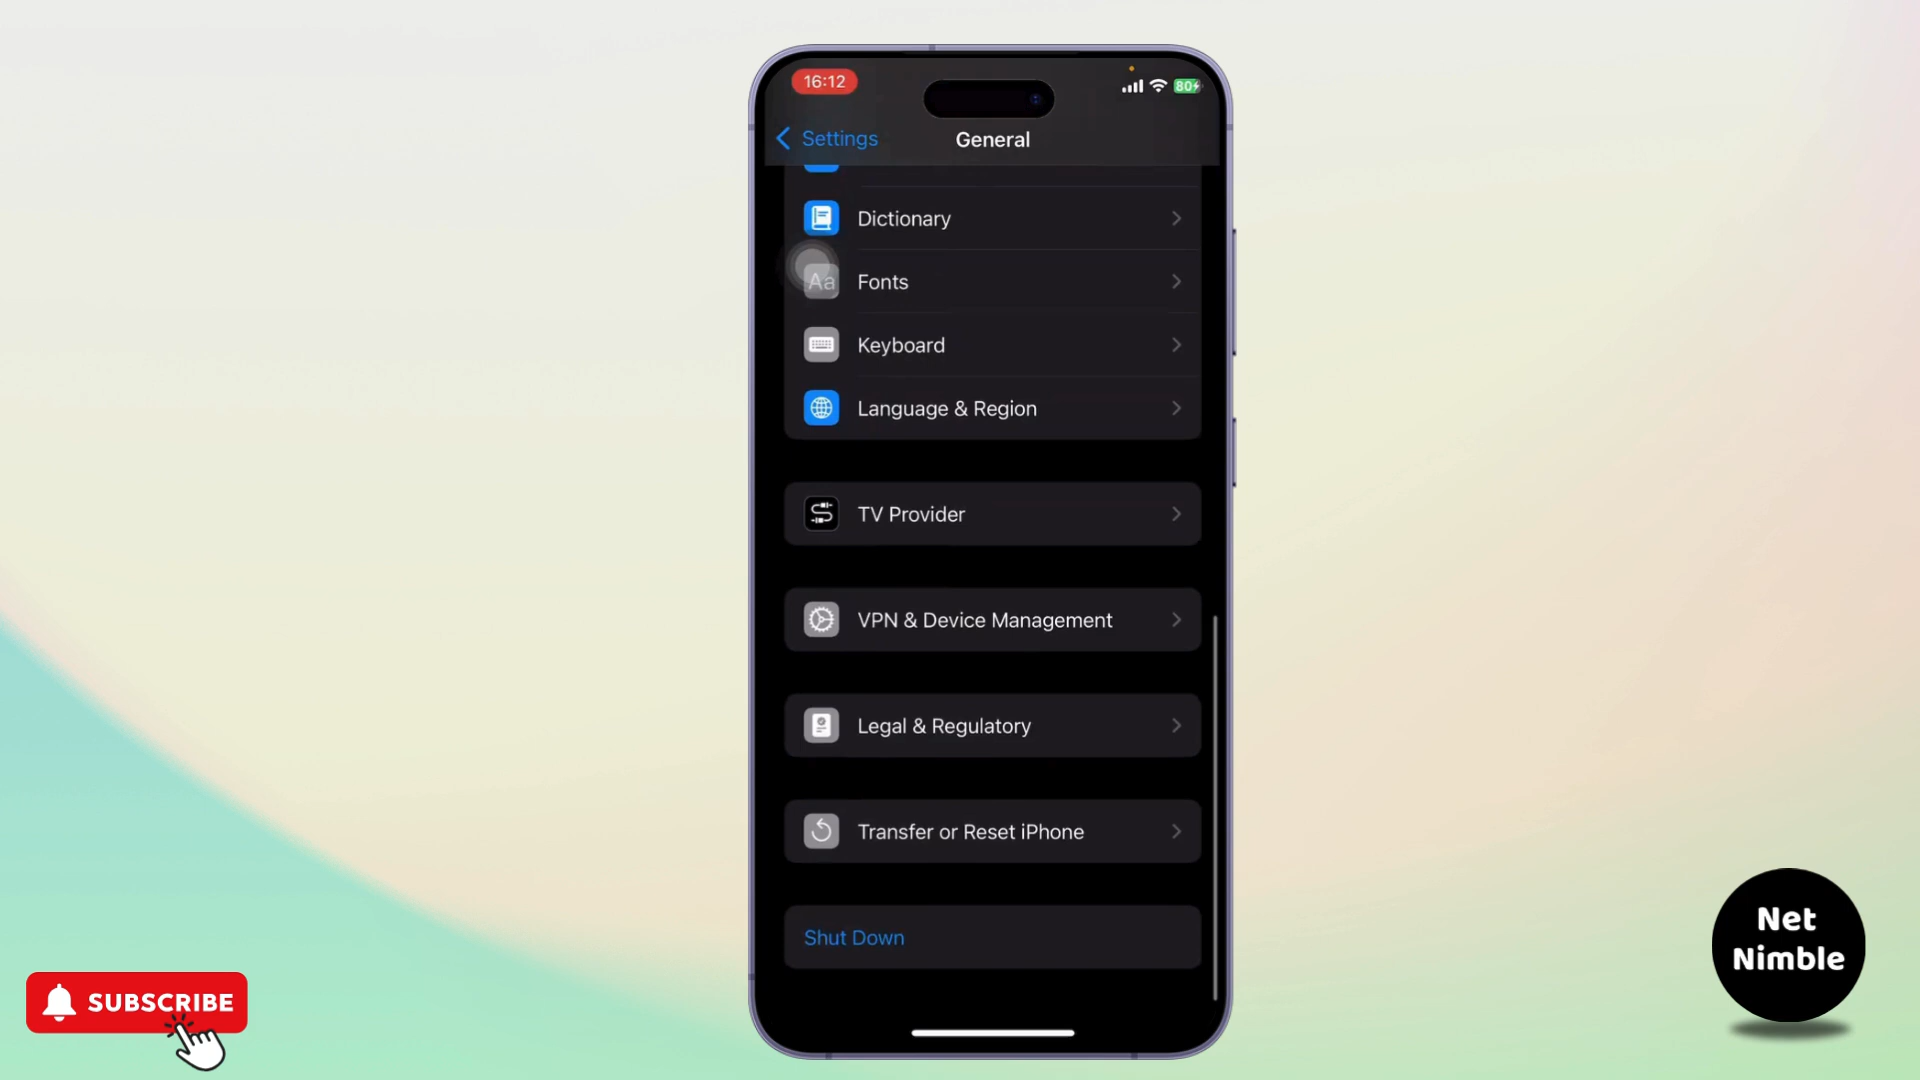 16:12
80
Settings
General
Dictionary
Aa
Fonts
Keyboard
Language & Region
TV Provider
VPN & Device Management
Legal & Regulatory
Transfer or Reset iPhone
Shut Down
SUBSCRIBE
Net
Nimble